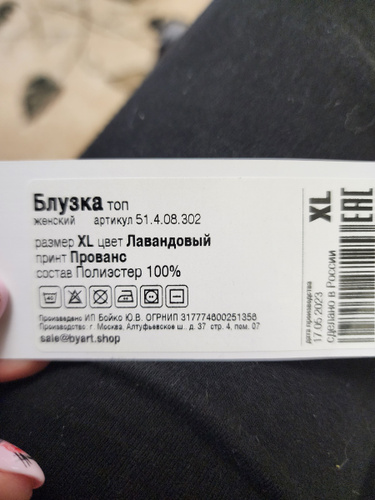 Блузка топ
женский артикул 51.4.08.302
размер XL цвет Лавандовый
принт Прованс
состав Полиэстер 100%
40
Произведено ИП Бойко Ю.В. ОГРНИП 317774600251358
Производство: г. Москва, Алтуфьевское ш., д. 37 стр. 4, пом. 07
sale@byart.shop
XL
EAC
дата производства
17.05.2023
сделано в России